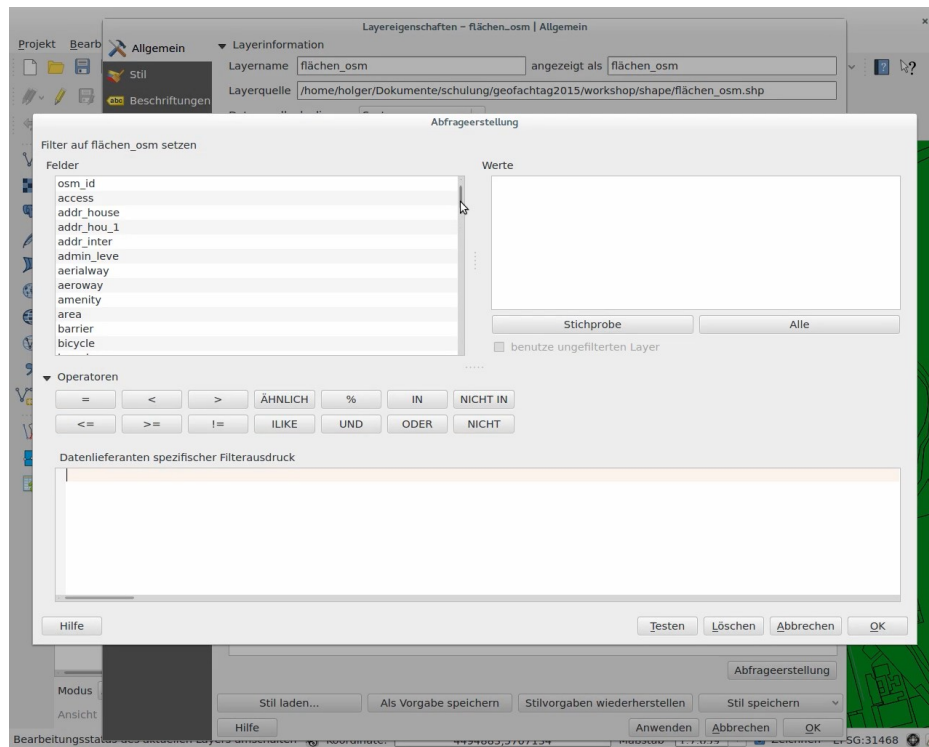 Layereigenschaften – flächen_osm | Allgemein
Projekt
Allgemein
Layerinformation
Layername flächen_osm angezeigt als flächen_osm
Stil
Layerquelle /home/holger/Dokumente/schulung/geofachtag2015/workshop/shape/flächen_osm.shp
abc Beschriftungen
Abfrageerstellung
Filter auf flächen_osm setzen
Felder
Werte
osm_id
access
addr_house
addr_hou_1
addr_inter
admin_leve
aerialway
aeroway
amenity
area
barrier
bicycle
Stichprobe Alle
benutze ungefilterten Layer
Operatoren
= < > ÄHNLICH % IN NICHT IN
<= >= != ILIKE UND ODER NICHT
Datenlieferanten spezifischer Filterausdruck
Hilfe Testen Löschen Abbrechen OK
Abfrageerstellung
Modus
Ansicht
Stil laden... Als Vorgabe speichern Stilvorgaben wiederherstellen Stil speichern
Hilfe Anwenden Abbrechen OK